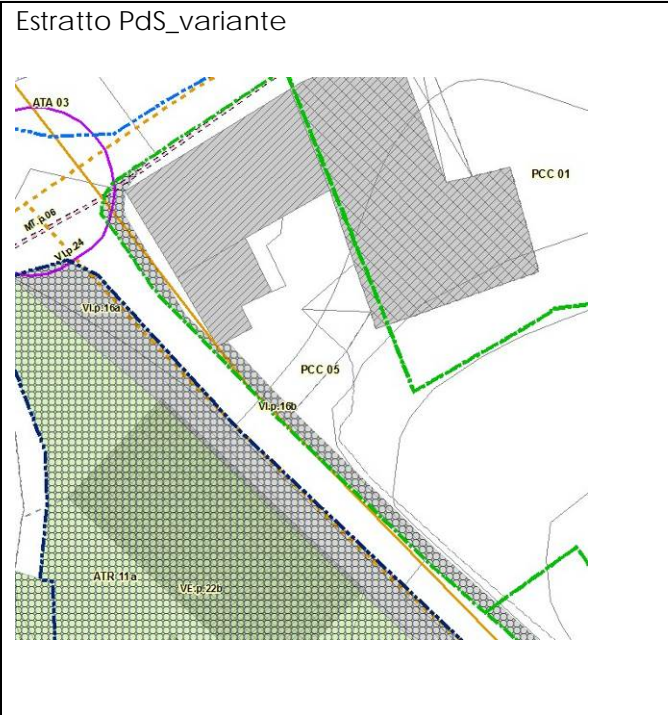 Estratto PdS_variante
ATA 03
PCC 01
MT.p.06
VI.p.24
VI.p.16a
PCC 05
VI.p.16b
ATR 11a
VE.p.22b